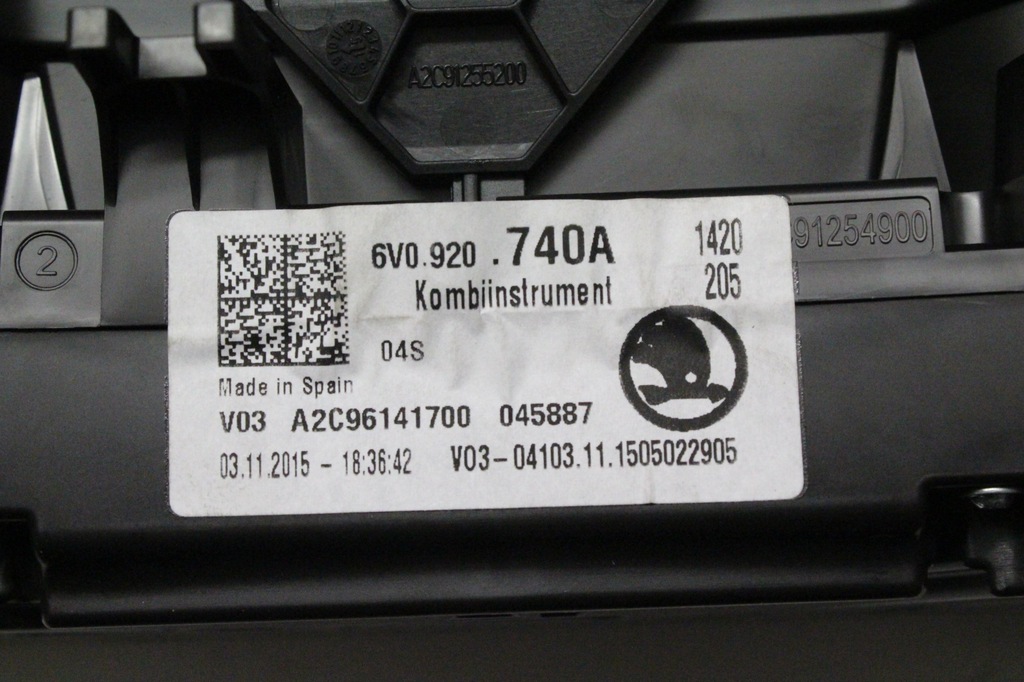 A2C91255200
2
91254900
6V0.920 .740A 1420
Kombiinstrument 205
04S
Made in Spain
V03 A2C96141700 045887
03.11.2015 - 18:36:42 V03-04103.11.1505022905